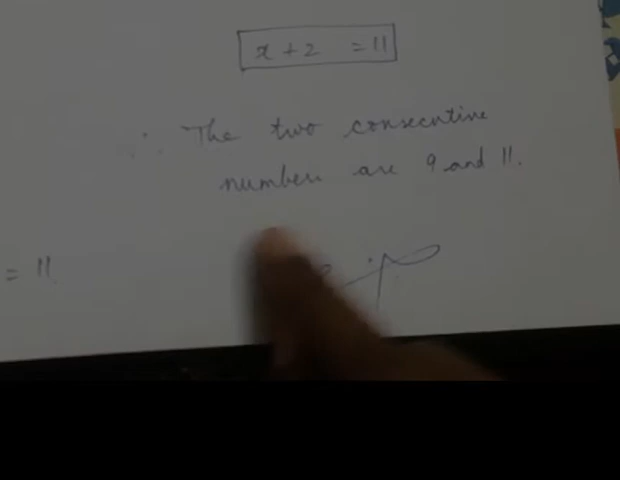 x + 2 = 11
∴ The two consecutive
numbers are 9 and 11.
= 11